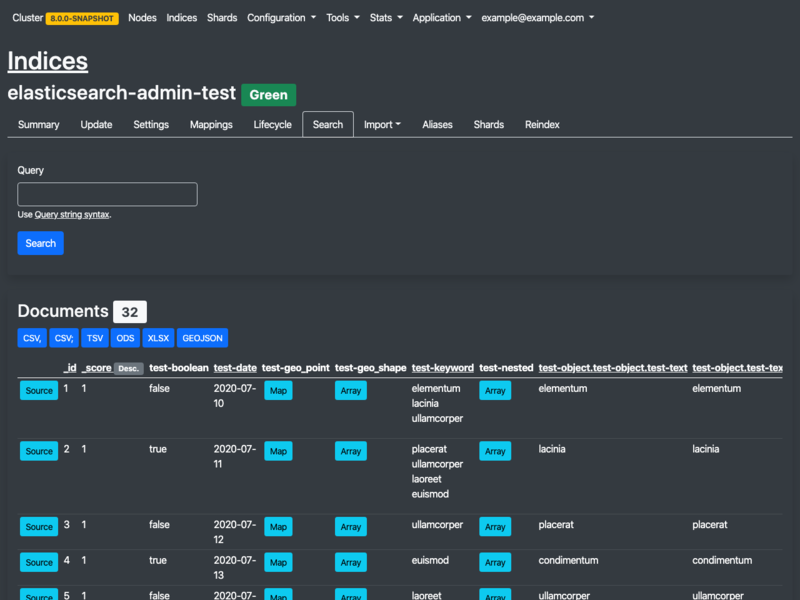 Cluster 8.0.0-SNAPSHOT Nodes Indices Shards Configuration Tools Stats Application example@example.com
Indices
elasticsearch-admin-test Green
Summary Update Settings Mappings Lifecycle Search Import Aliases Shards Reindex
Query
Use Query string syntax.
Search
Documents 32
CSV, CSV; TSV ODS XLSX GEOJSON
_id _score Desc. test-boolean test-date test-geo_point test-geo_shape test-keyword test-nested test-object.test-object.test-text test-object.test-tex
Source 1 1 false 2020-07- Map Array elementum Array elementum elementum
10 lacinia
ullamcorper
Source 2 1 true 2020-07- Map Array placerat Array lacinia lacinia
11 ullamcorper
laoreet
euismod
Source 3 1 false 2020-07- Map Array ullamcorper Array placerat placerat
12
Source 4 1 true 2020-07- Map Array euismod Array condimentum condimentum
13
Source 5 1 false 2020-07- Map Array laoreet Array ullamcorper ullamcorper